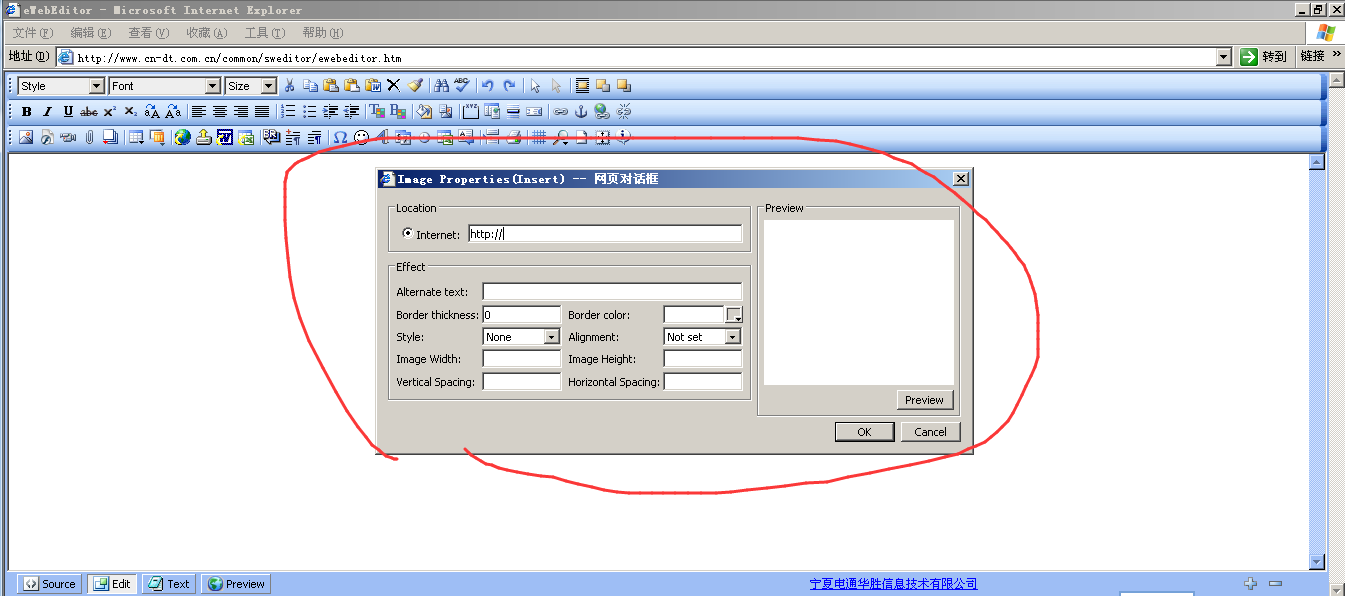 eWebEditor - Microsoft Internet Explorer
文件(F) 编辑(E) 查看(V) 收藏(A) 工具(T) 帮助(H)
地址(D) http://www.cn-dt.com.cn/common/sweditor/ewebeditor.htm 转到 链接 »
Style Font Size
Image Properties(Insert) -- 网页对话框
Location
Internet: http://
Effect
Alternate text:
Border thickness: 0 Border color:
Style: None Alignment: Not set
Image Width: Image Height:
Vertical Spacing: Horizontal Spacing:
Preview
Preview
OK Cancel
Source Edit Text Preview 宁夏电通华胜信息技术有限公司